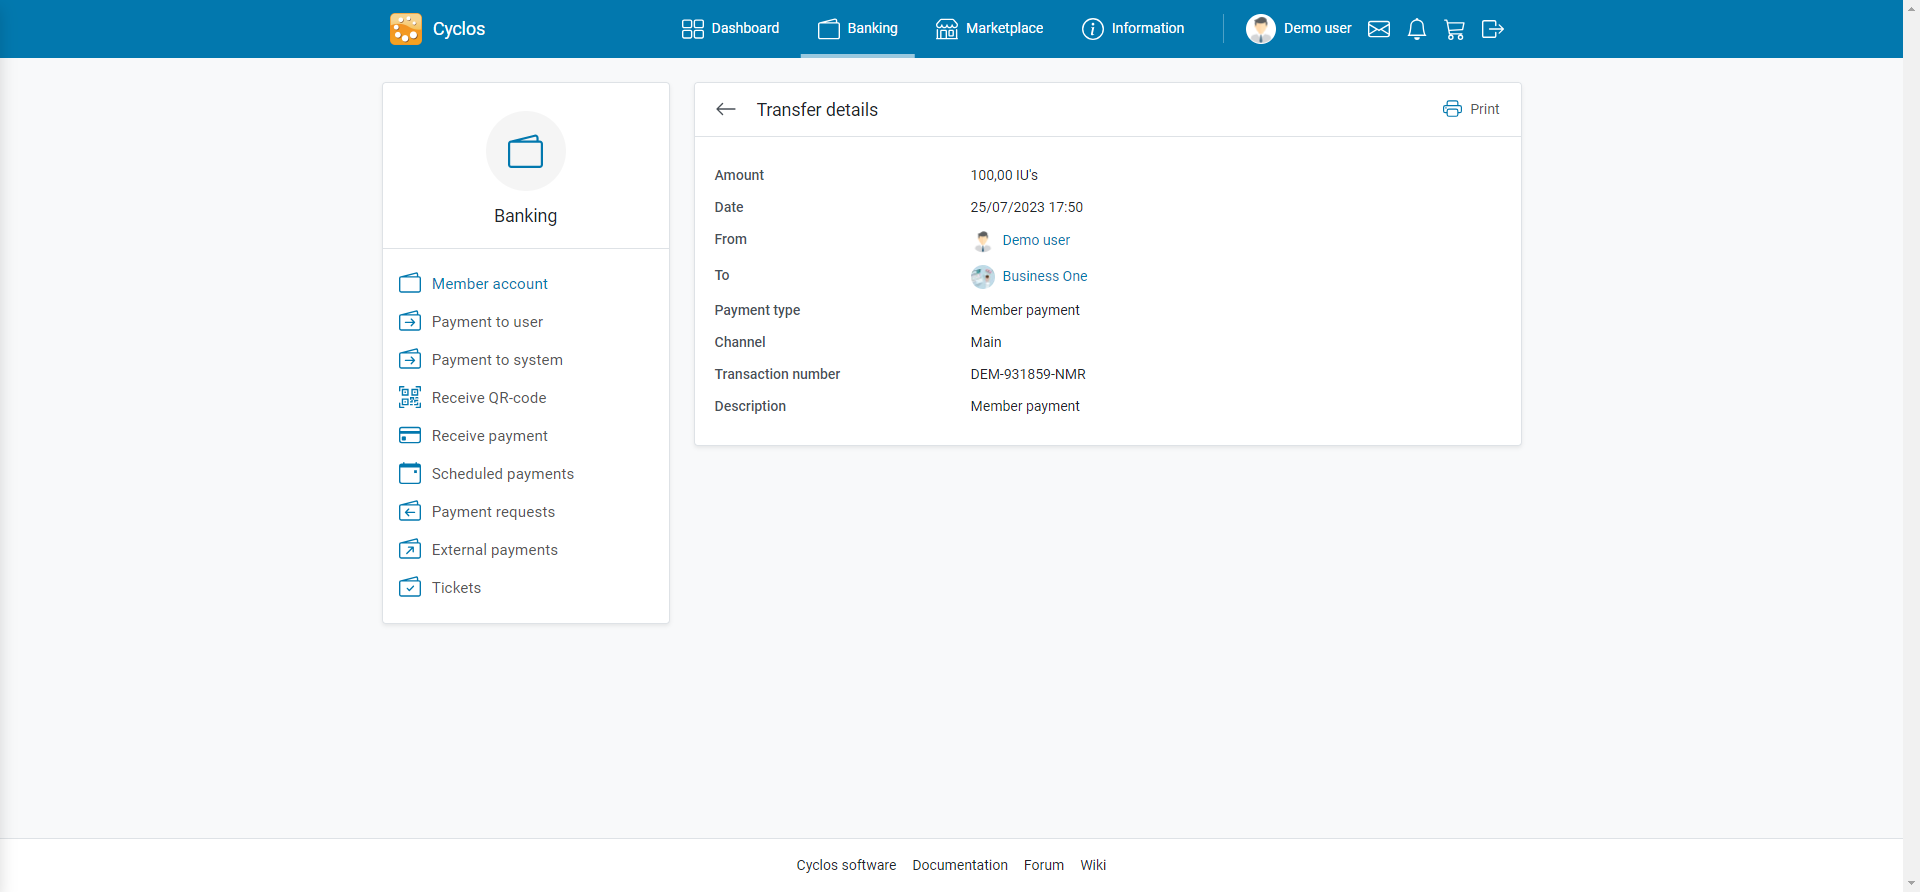 Cyclos
Dashboard
Banking
Marketplace
Information
Demo user
Banking
Member account
Payment to user
Payment to system
Receive QR-code
Receive payment
Scheduled payments
Payment requests
External payments
Tickets
Transfer details
Print
Amount 100,00 IU's
Date 25/07/2023 17:50
From Demo user
To Business One
Payment type Member payment
Channel Main
Transaction number DEM-931859-NMR
Description Member payment
Cyclos software Documentation Forum Wiki